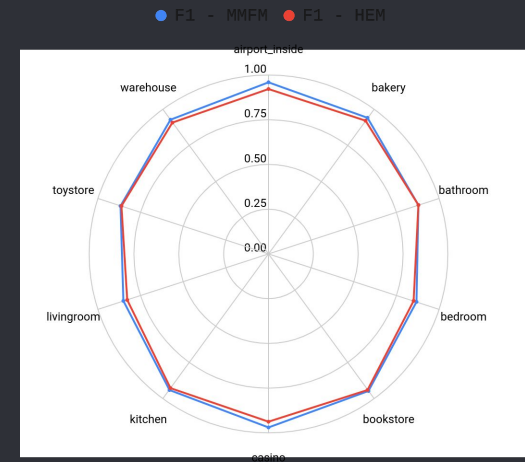 F1 - MMFM F1 - HEM
airport_inside
1.00
warehouse bakery
0.75
0.50
toystore bathroom
0.25
0.00
livingroom bedroom
kitchen bookstore
casino